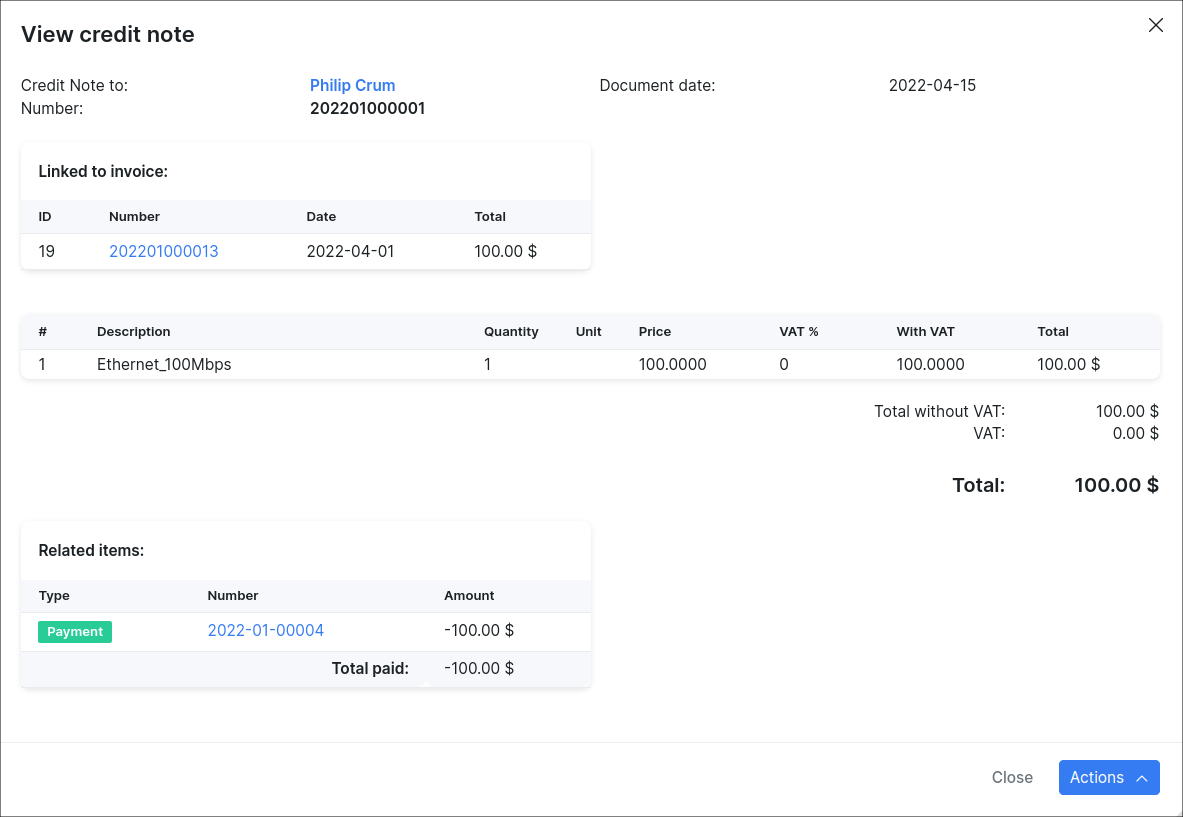 View credit note
Credit Note to: Philip Crum Document date: 2022-04-15
Number: 202201000001
Linked to invoice:
ID Number Date Total
19 202201000013 2022-04-01 100.00 $
# Description Quantity Unit Price VAT % With VAT Total
1 Ethernet_100Mbps 1 100.0000 0 100.0000 100.00 $
Total without VAT: 100.00 $
VAT: 0.00 $
Total: 100.00 $
Related items:
Type Number Amount
Payment 2022-01-00004 -100.00 $
Total paid: -100.00 $
Close Actions